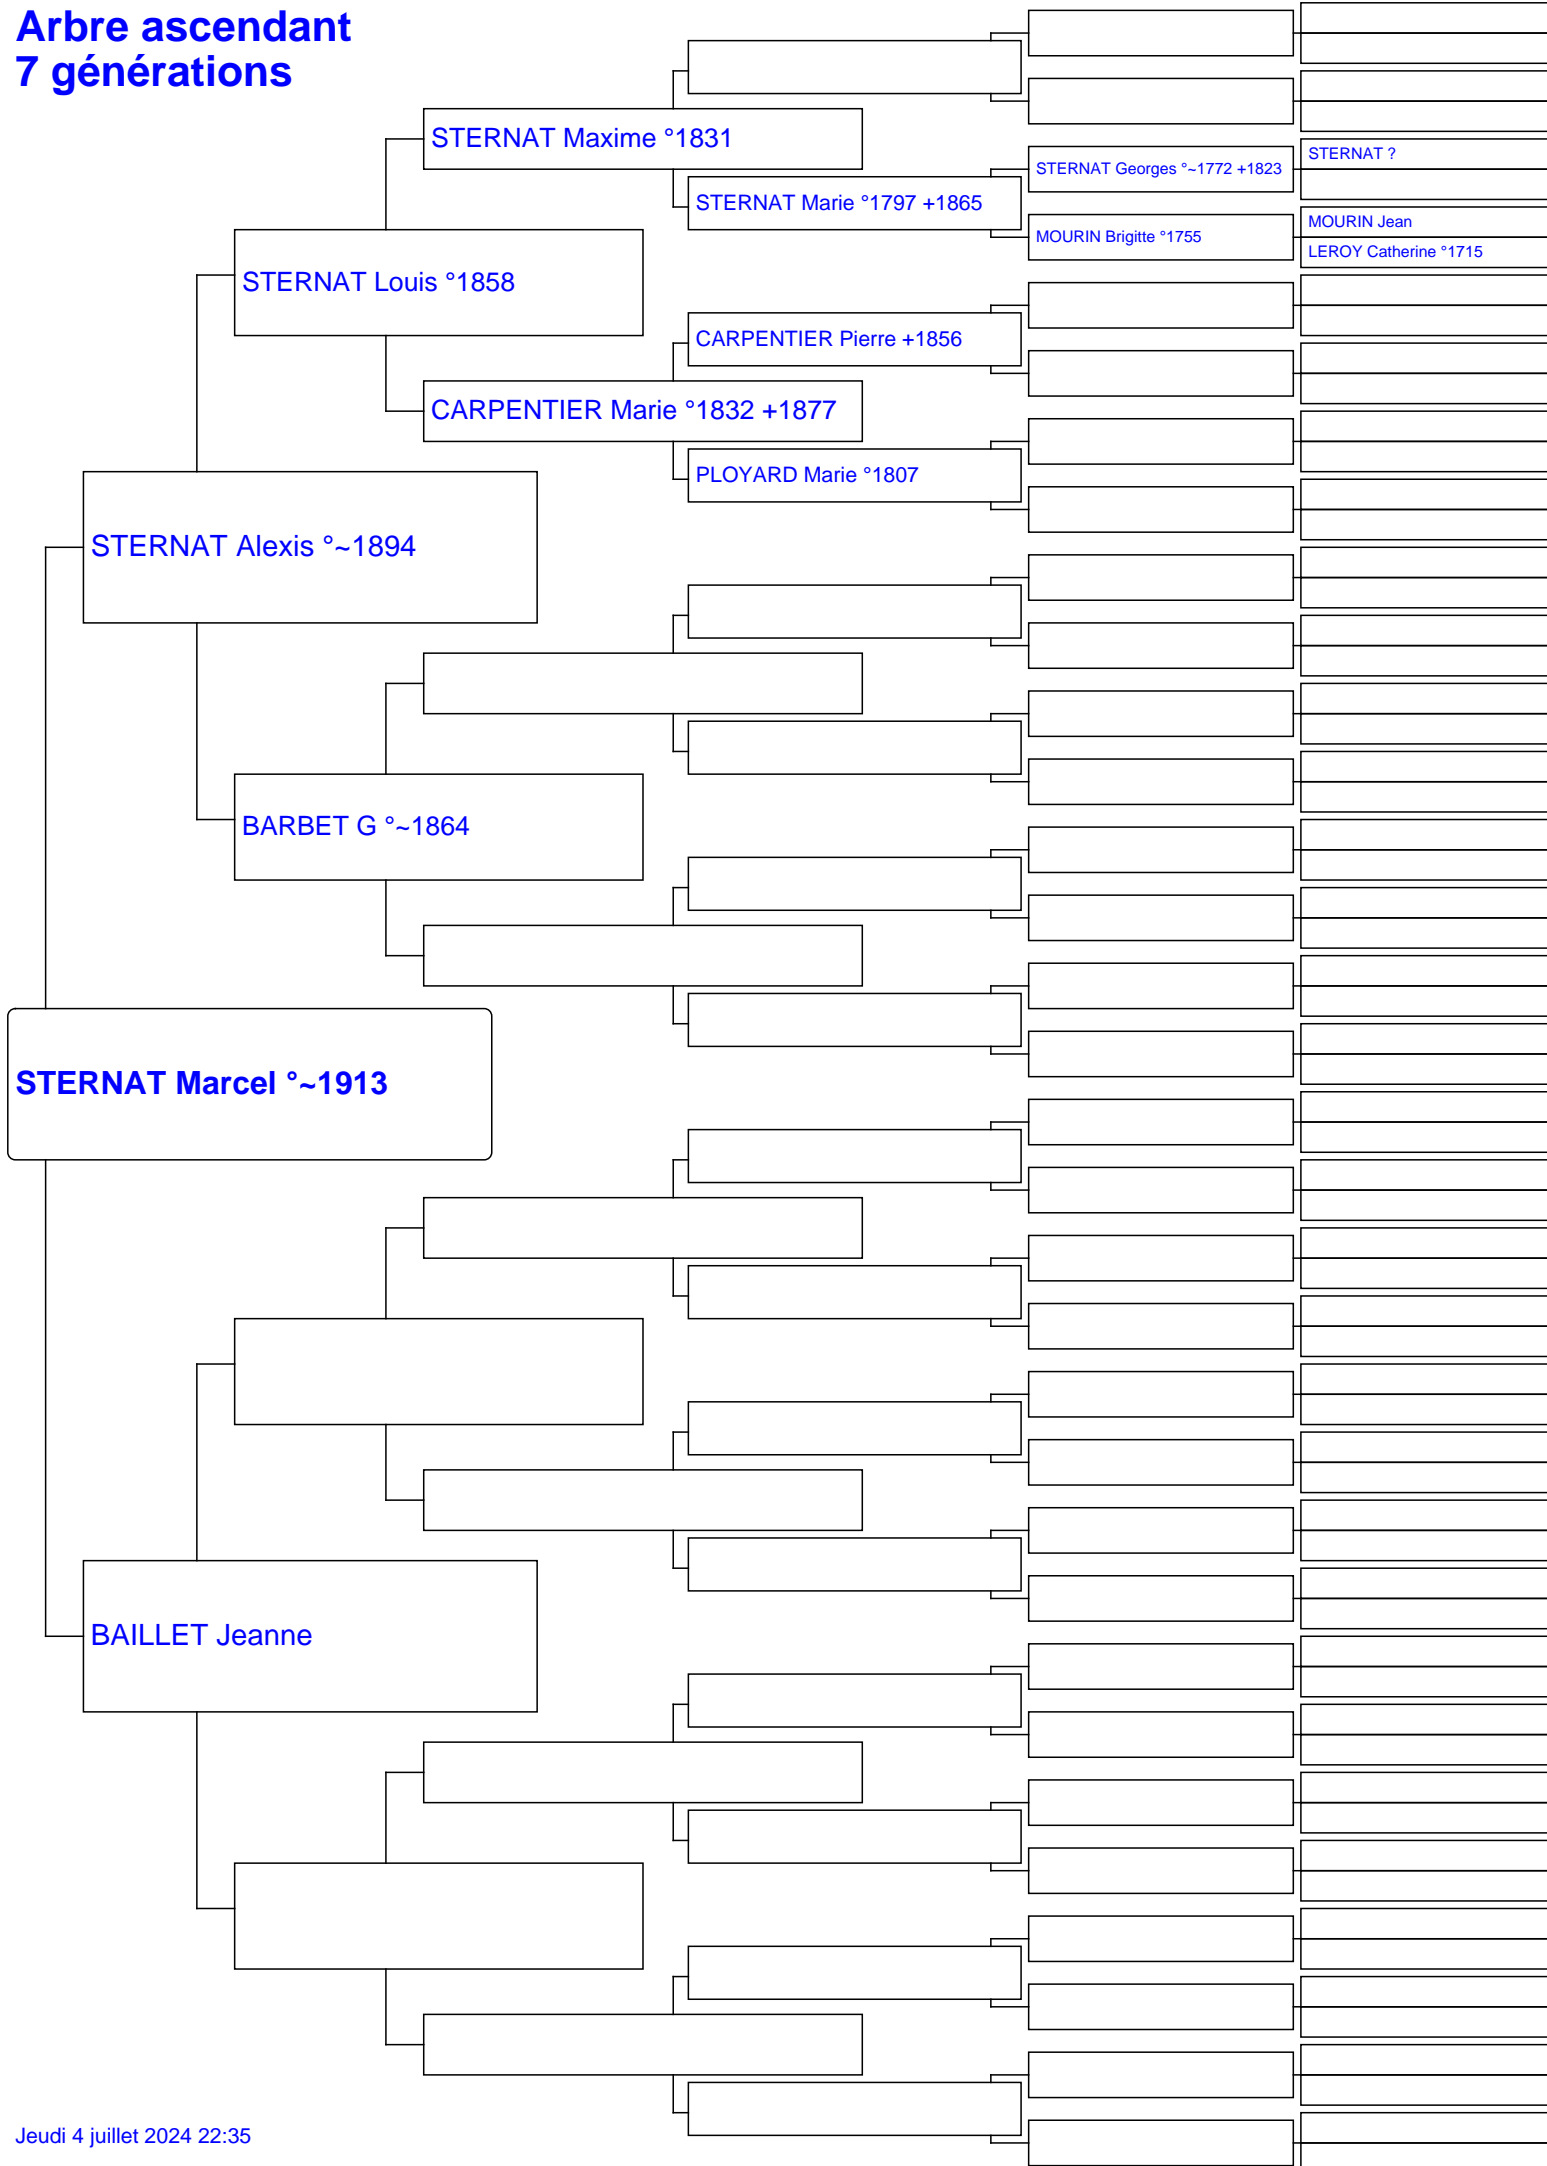 Arbre ascendant
7 générations
STERNAT Maxime °1831
STERNAT Georges °~1772 +1823
STERNAT ?
STERNAT Marie °1797 +1865
MOURIN Brigitte °1755
MOURIN Jean
LEROY Catherine °1715
STERNAT Louis °1858
CARPENTIER Pierre +1856
CARPENTIER Marie °1832 +1877
PLOYARD Marie °1807
STERNAT Alexis °~1894
BARBET G °~1864
STERNAT Marcel °~1913
BAILLET Jeanne
Jeudi 4 juillet 2024 22:35